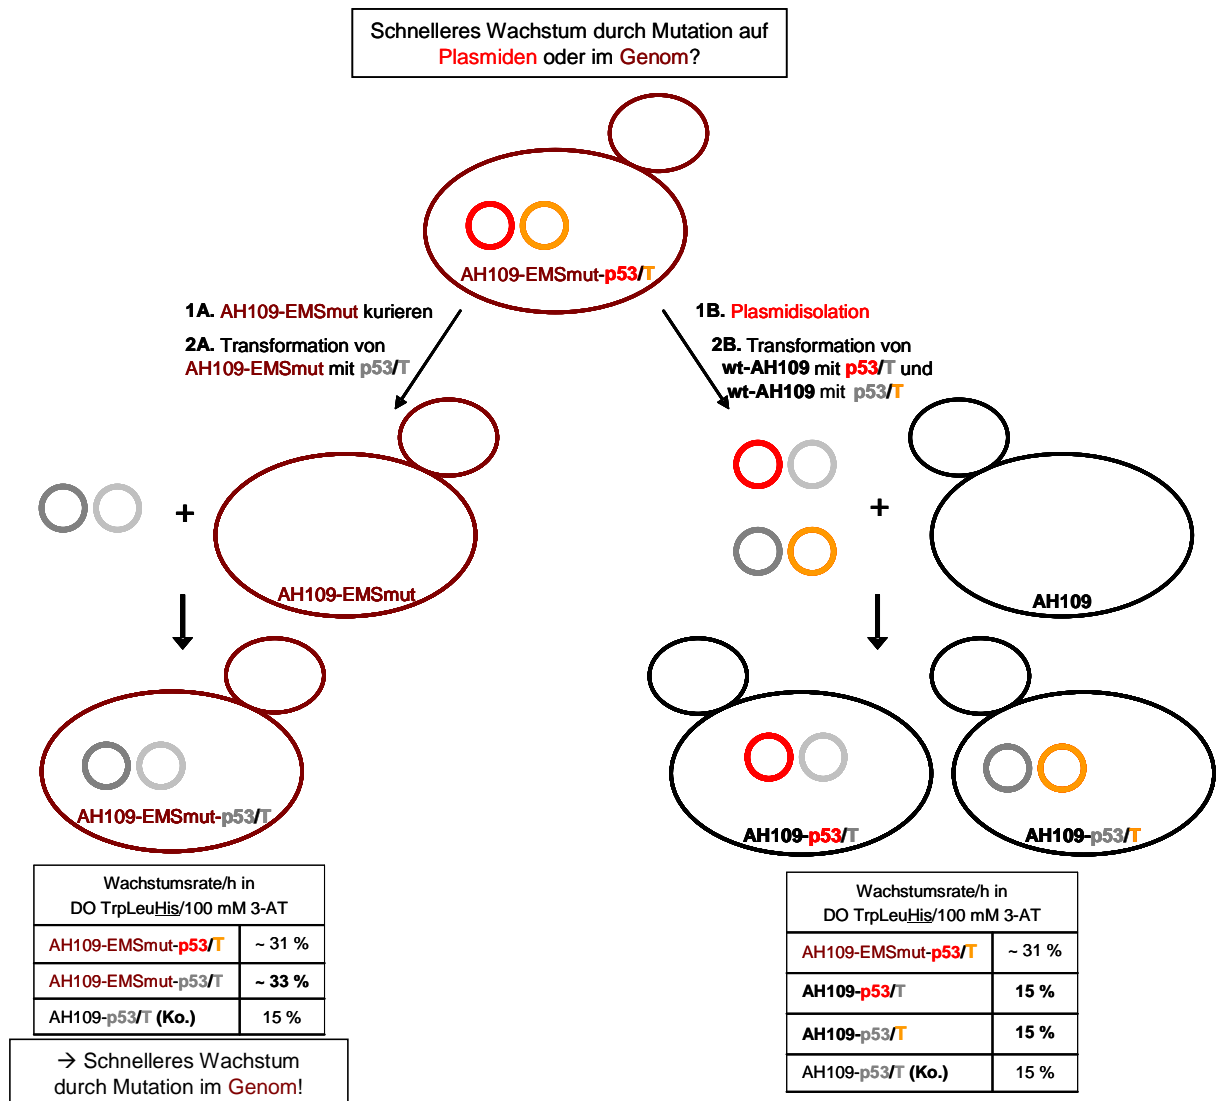 Schnelleres Wachstum durch Mutation auf
Plasmiden oder im Genom?
AH109-EMSmut-p53/T
1A. AH109-EMSmut kurieren
2A. Transformation von
AH109-EMSmut mit p53/T
1B. Plasmidisolation
2B. Transformation von
wt-AH109 mit p53/T und
wt-AH109 mit p53/T
+
AH109-EMSmut
+
AH109
AH109-EMSmut-p53/T
AH109-p53/T
AH109-p53/T
Wachstumsrate/h in
DO TrpLeuHis/100 mM 3-AT
AH109-EMSmut-p53/T ~ 31 %
AH109-EMSmut-p53/T ~ 33 %
AH109-p53/T (Ko.) 15 %
→ Schnelleres Wachstum
durch Mutation im Genom!
Wachstumsrate/h in
DO TrpLeuHis/100 mM 3-AT
AH109-EMSmut-p53/T ~ 31 %
AH109-p53/T 15 %
AH109-p53/T 15 %
AH109-p53/T (Ko.) 15 %